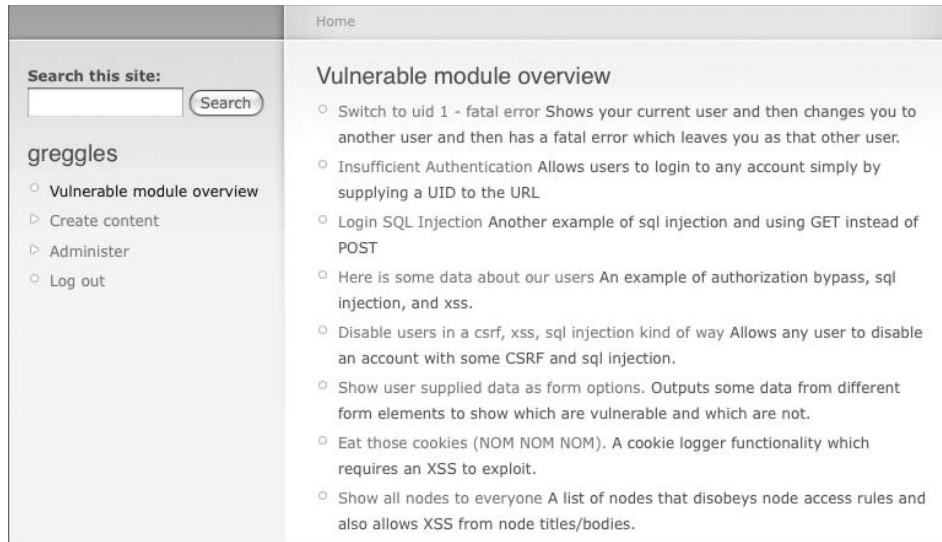 Home
Search this site:
Search
greggles
Vulnerable module overview
Create content
Administer
Log out
Vulnerable module overview
Switch to uid 1 - fatal error Shows your current user and then changes you to
another user and then has a fatal error which leaves you as that other user.
Insufficient Authentication Allows users to login to any account simply by
supplying a UID to the URL
Login SQL Injection Another example of sql injection and using GET instead of
POST
Here is some data about our users An example of authorization bypass, sql
injection, and xss.
Disable users in a csrf, xss, sql injection kind of way Allows any user to disable
an account with some CSRF and sql injection.
Show user supplied data as form options. Outputs some data from different
form elements to show which are vulnerable and which are not.
Eat those cookies (NOM NOM NOM). A cookie logger functionality which
requires an XSS to exploit.
Show all nodes to everyone A list of nodes that disobeys node access rules and
also allows XSS from node titles/bodies.